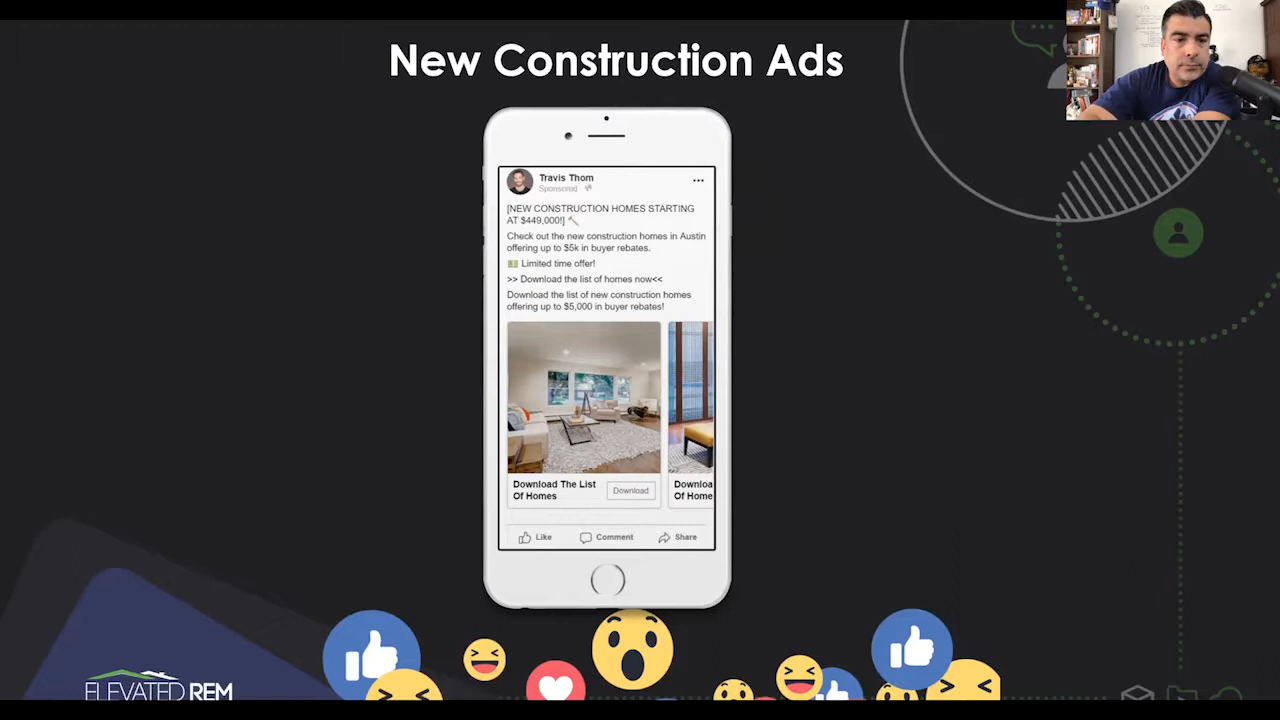 New Construction Ads
Travis Thom
Sponsored ·
[NEW CONSTRUCTION HOMES STARTING
AT $449,000!]
Check out the new construction homes in Austin
offering up to $5k in buyer rebates.
Limited time offer!
>> Download the list of homes now<<
Download the list of new construction homes
offering up to $5,000 in buyer rebates!
Download The List
Of Homes
Download
Downloa
Of Home
Like
Comment
Share
ELEVATED REM